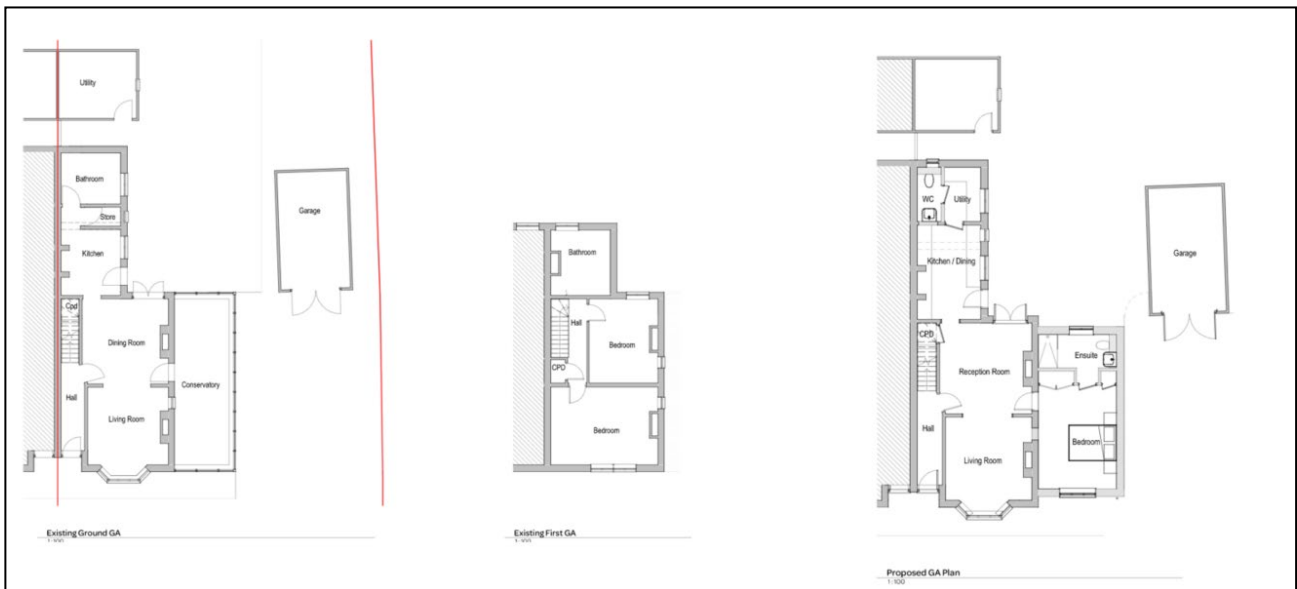 Utility
Bathroom
Store
Kitchen
Garage
Cpd
Dining Room
Conservatory
Hall
Living Room
Existing Ground GA
1:100
Bathroom
Hall
Bedroom
CPD
Bedroom
Existing First GA
1:100
WC
Utility
Kitchen / Dining
Garage
CPD
Ensuite
Reception Room
Hall
Bedroom
Living Room
Proposed GA Plan
1:100